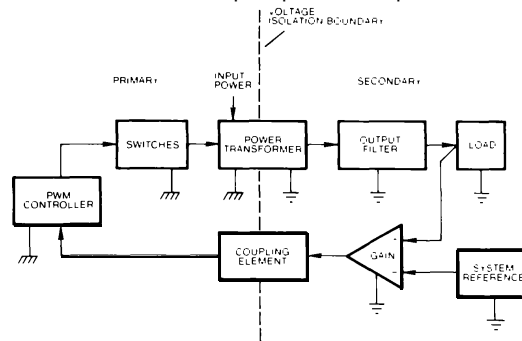 VOLTAGE
ISOLATION BOUNDARY
PRIMARY
INPUT
POWER
SECONDARY
SWITCHES
POWER
TRANSFORMER
OUTPUT
FILTER
LOAD
PWM
CONTROLLER
COUPLING
ELEMENT
GAIN
SYSTEM
REFERENCE